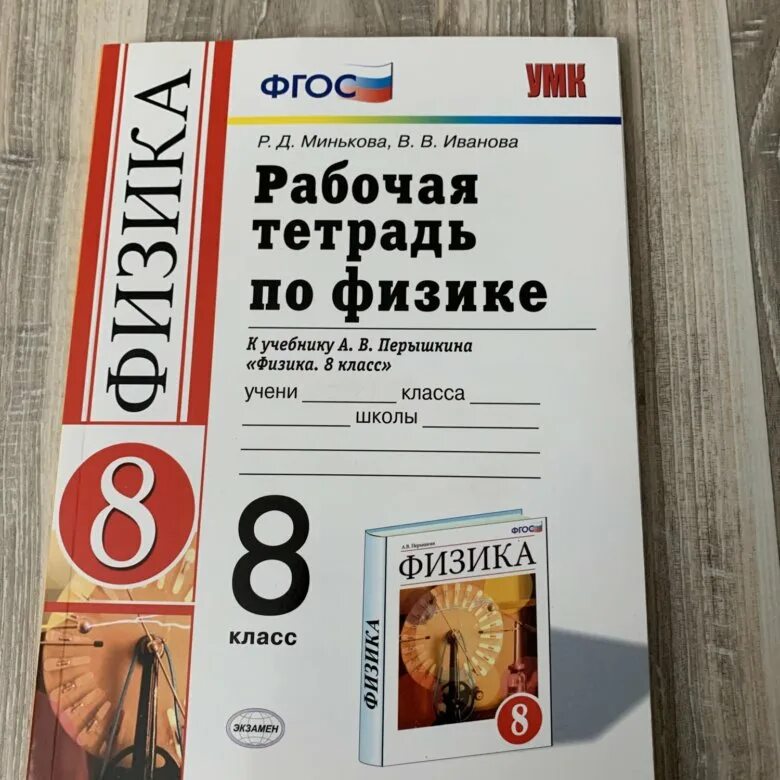 ФИЗИКА
8
ФГОС
УМК
Р. Д. Минькова, В. В. Иванова
Рабочая
тетрадь
по физике
К учебнику А. В. Перышкина
«Физика. 8 класс»
учени класса
школы
8
класс
ЭКЗАМЕН
ФГОС
А.В. Перышкин
ФИЗИКА
ФИЗИКА
8